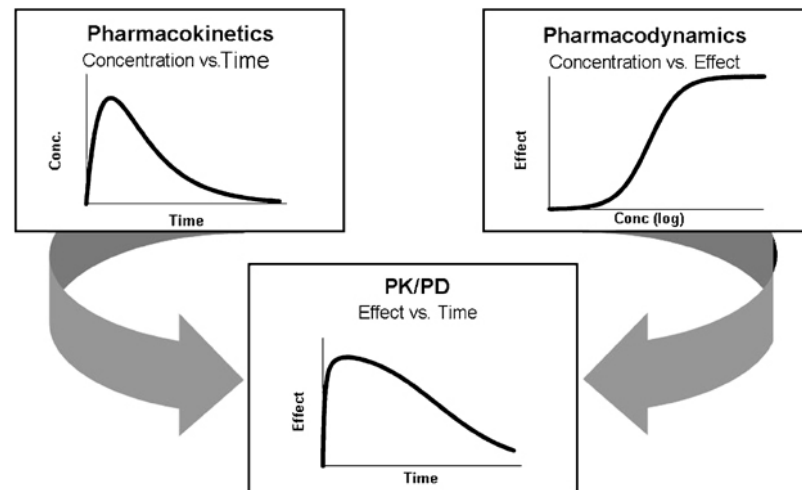 Pharmacokinetics
Concentration vs.Time
Conc.
Time
Pharmacodynamics
Concentration vs. Effect
Effect
Conc (log)
PK/PD
Effect vs. Time
Effect
Time